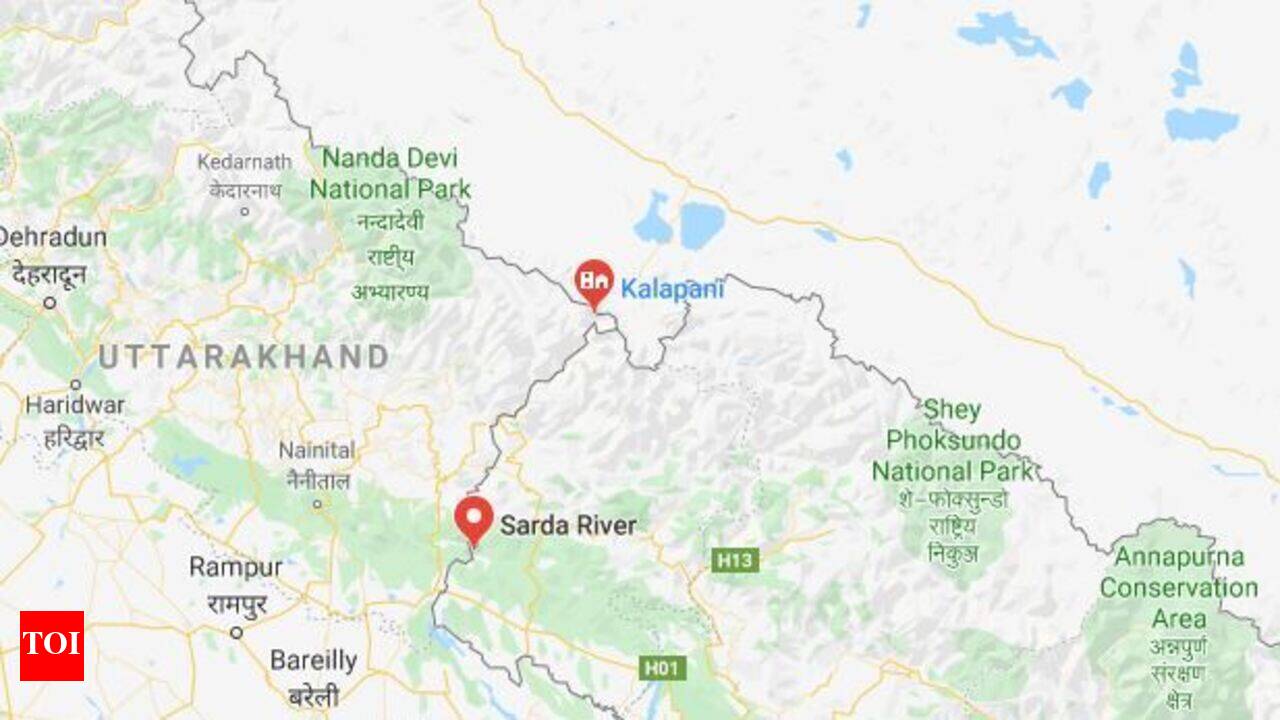 Kedarnath
केदारनाथ
Nanda Devi
National Park
नन्दादेवी
राष्ट्रीय
अभ्यारण्य
Dehradun
देहरादून
Kalapani
UTTARAKHAND
Haridwar
हरिद्वार
Nainital
नैनीताल
Shey
Phoksundo
National Park
शे-फोक्सुन्डो
राष्ट्रिय
निकुञ्ज
Sarda River
H13
Annapurna
Conservation
Area
अन्नपुर्ण
संरक्षण
क्षेत्र
Rampur
रामपुर
TOI
Bareilly
बरेली
H01